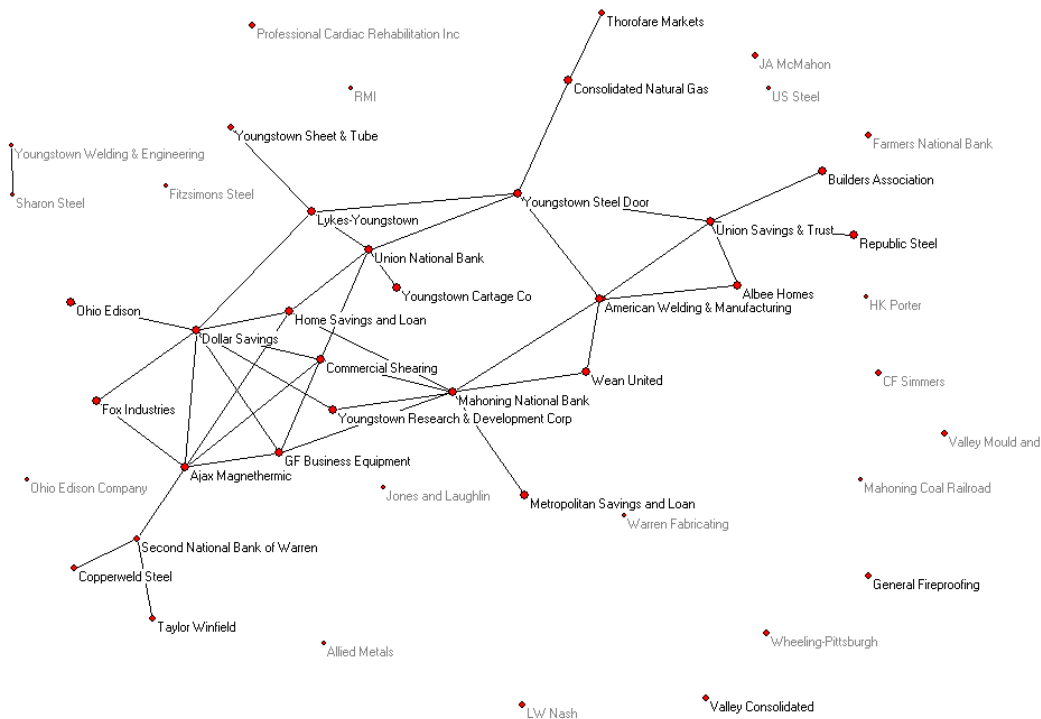 Thorofare Markets
Professional Cardiac Rehabilitation Inc
JA McMahon
Consolidated Natural Gas
RMI
US Steel
Youngstown Sheet & Tube
Farmers National Bank
Youngstown Welding & Engineering
Builders Association
Fitzsimons Steel
Sharon Steel
Youngstown Steel Door
Lykes-Youngstown
Union Savings & Trust
Republic Steel
Union National Bank
Youngstown Cartage Co
Albee Homes
Ohio Edison
American Welding & Manufacturing
HK Porter
Home Savings and Loan
Dollar Savings
Commercial Shearing
Wean United
CF Simmers
Mahoning National Bank
Fox Industries
Youngstown Research & Development Corp
Valley Mould and
GF Business Equipment
Ajax Magnethermic
Ohio Edison Company
Jones and Laughlin
Mahoning Coal Railroad
Metropolitan Savings and Loan
Warren Fabricating
Second National Bank of Warren
Copperweld Steel
General Fireproofing
Taylor Winfield
Wheeling-Pittsburgh
Allied Metals
Valley Consolidated
LW Nash